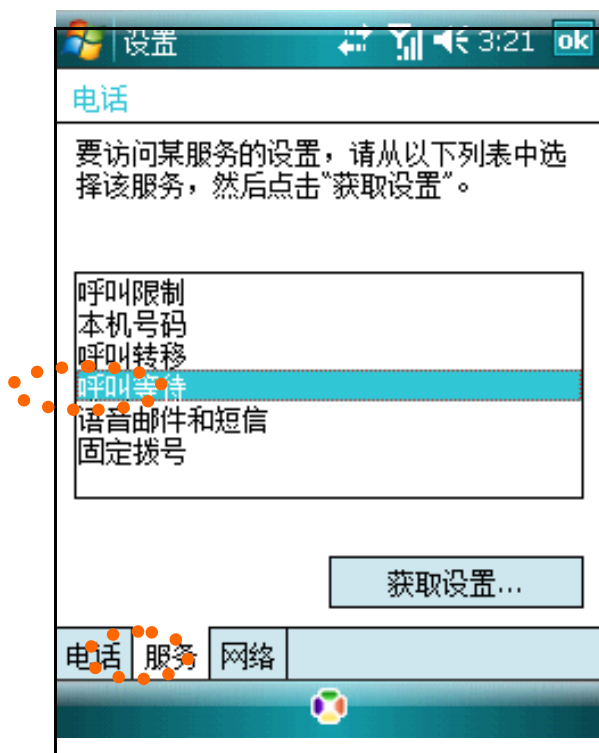 设置 3:21 ok
电话
要访问某服务的设置，请从以下列表中选
择该服务，然后点击"获取设置"。
呼叫限制
本机号码
呼叫转移
呼叫等待
语音邮件和短信
固定拨号
获取设置...
电话 服务 网络